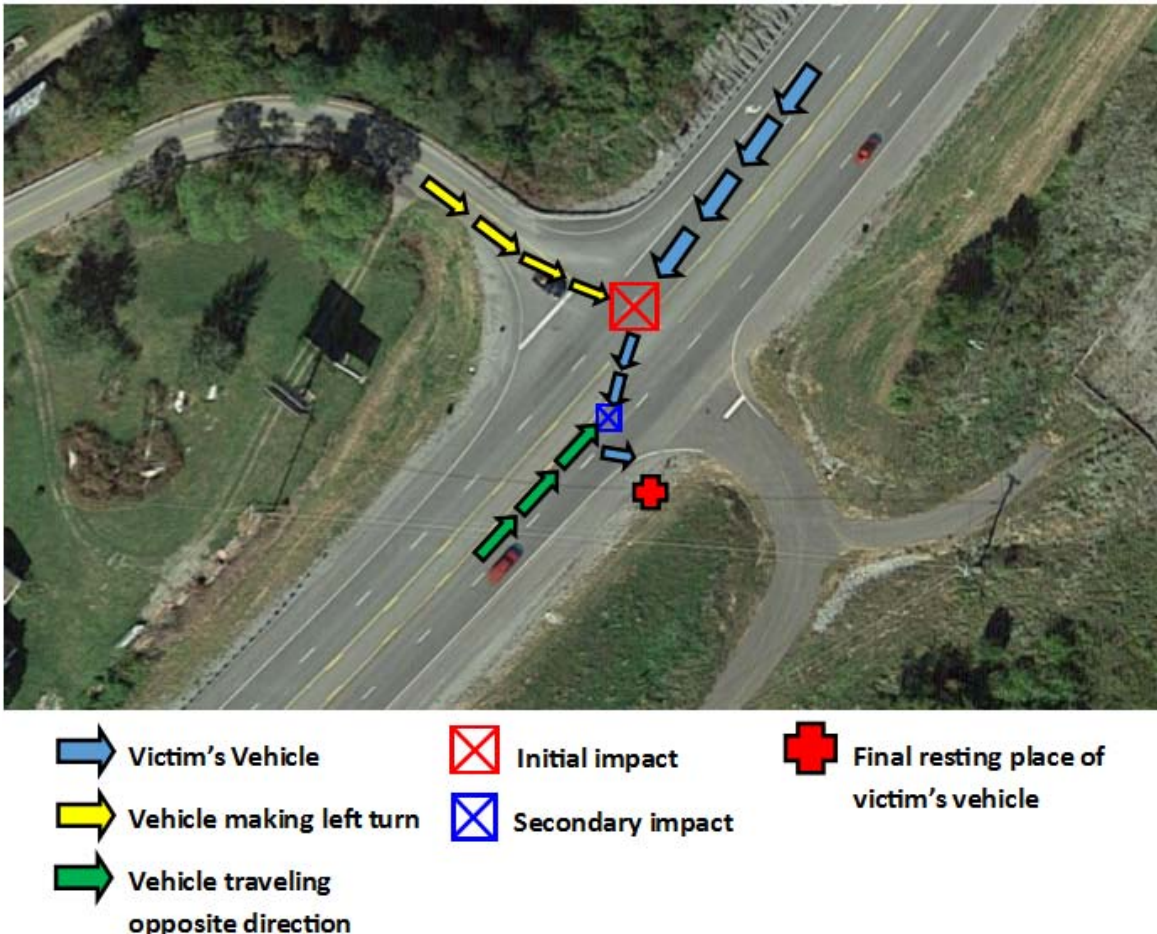 Victim's Vehicle
Initial impact
Final resting place of
victim's vehicle
Vehicle making left turn
Secondary impact
Vehicle traveling
opposite direction